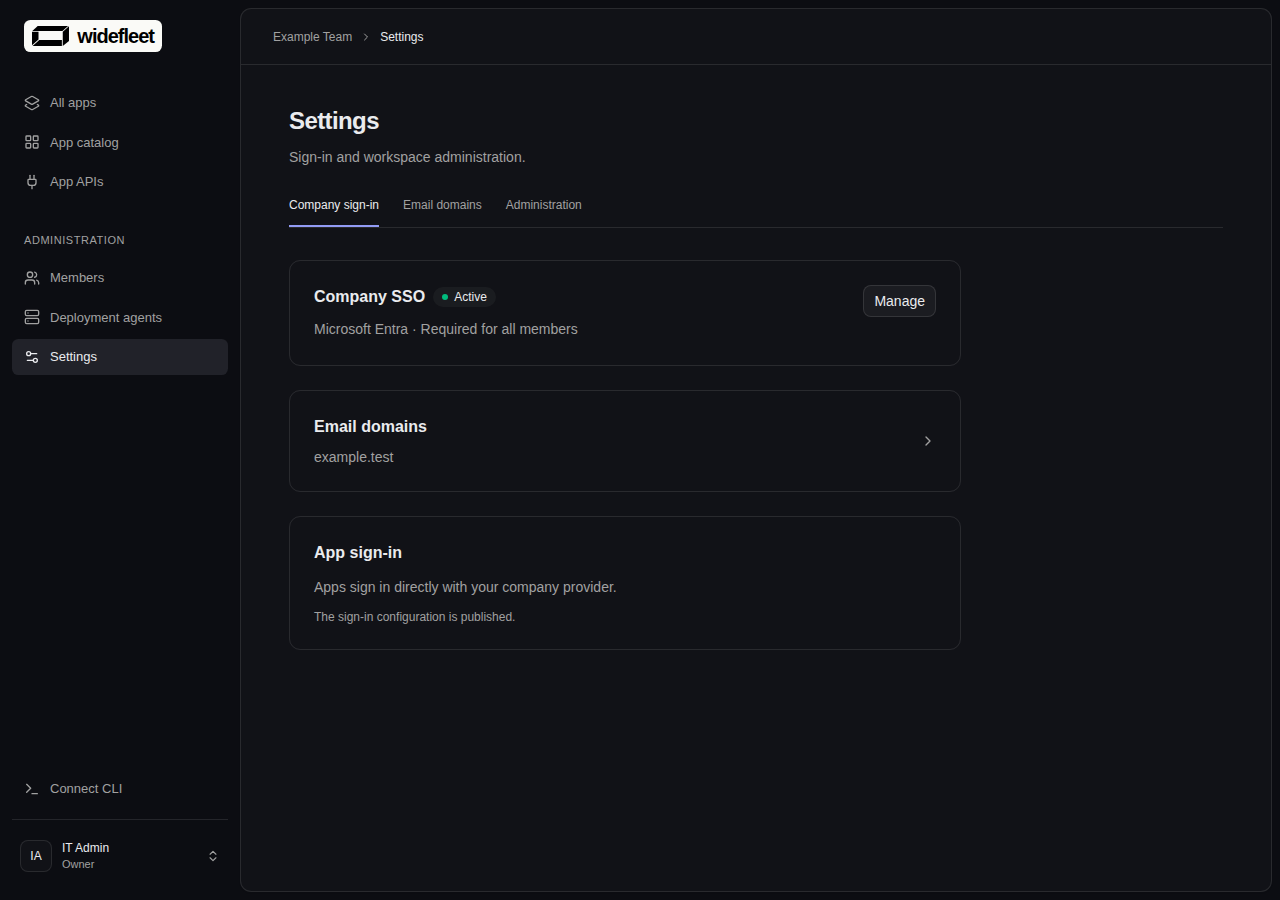 widefleet
All apps
App catalog
App APIs
ADMINISTRATION
Members
Deployment agents
Settings
Connect CLI
IA
IT Admin
Owner
Example Team
Settings
Settings
Sign-in and workspace administration.
Company sign-in
Email domains
Administration
Company SSO
Active
Microsoft Entra · Required for all members
Manage
Email domains
example.test
App sign-in
Apps sign in directly with your company provider.
The sign-in configuration is published.